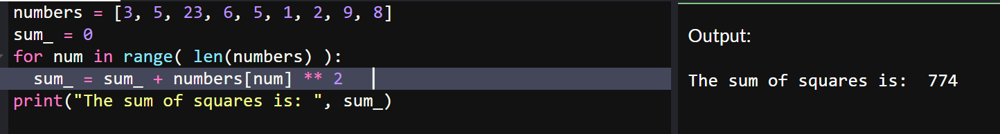 numbers = [3, 5, 23, 6, 5, 1, 2, 9, 8]
sum_ = 0
for num in range( len(numbers) ):
  sum_ = sum_ + numbers[num] ** 2
print("The sum of squares is: ", sum_)
Output:
The sum of squares is:  774